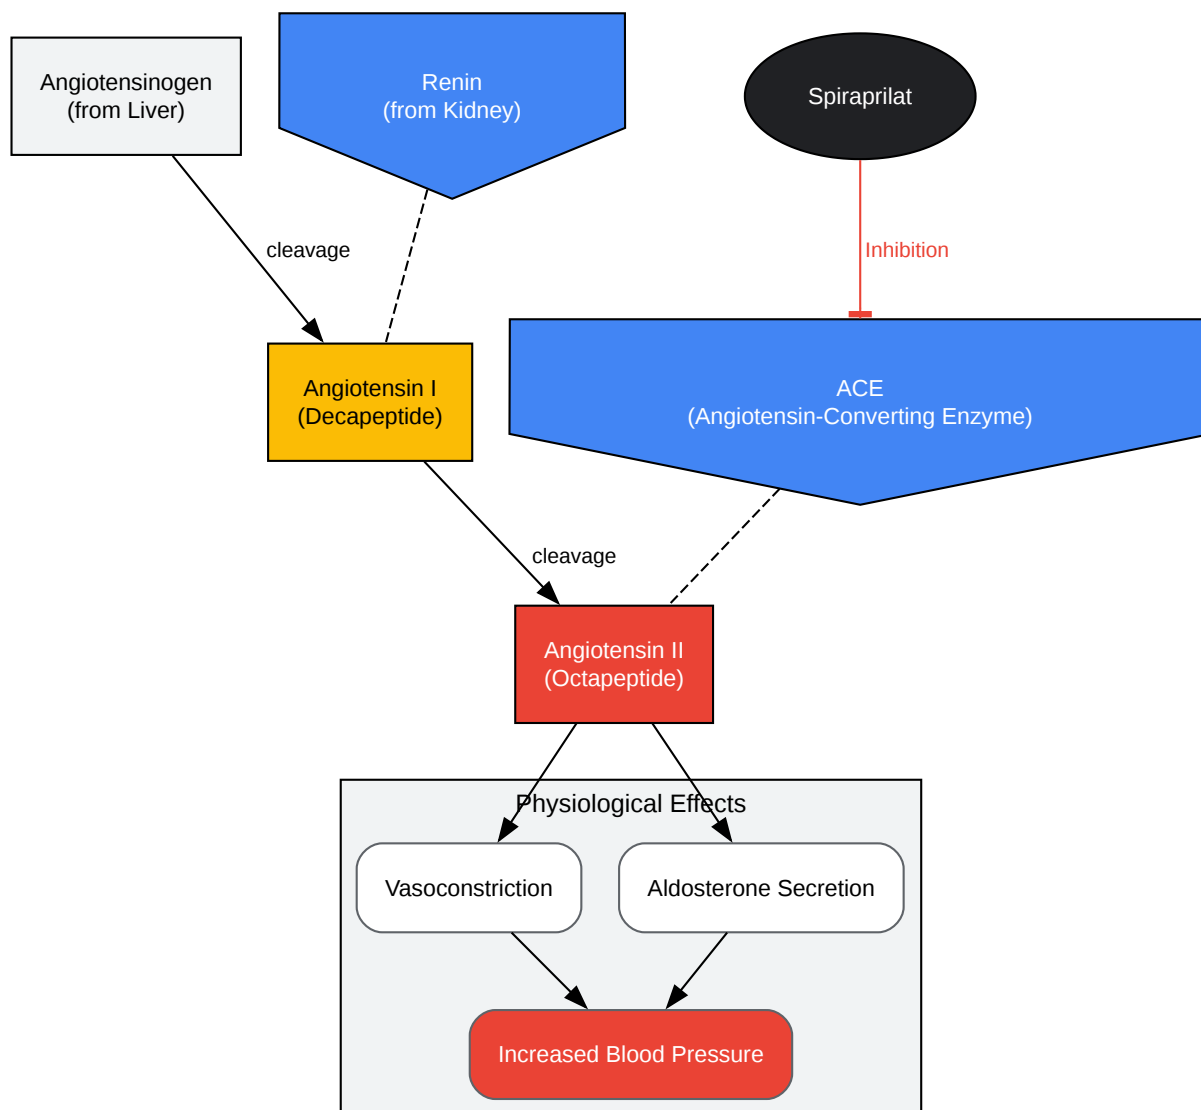 Angiotensinogen
(from Liver)
Renin
(from Kidney)
Spiraprilat
cleavage
Inhibition
Angiotensin I
(Decapeptide)
ACE
(Angiotensin-Converting Enzyme)
cleavage
Angiotensin II
(Octapeptide)
Physiological Effects
Vasoconstriction
Aldosterone Secretion
Increased Blood Pressure